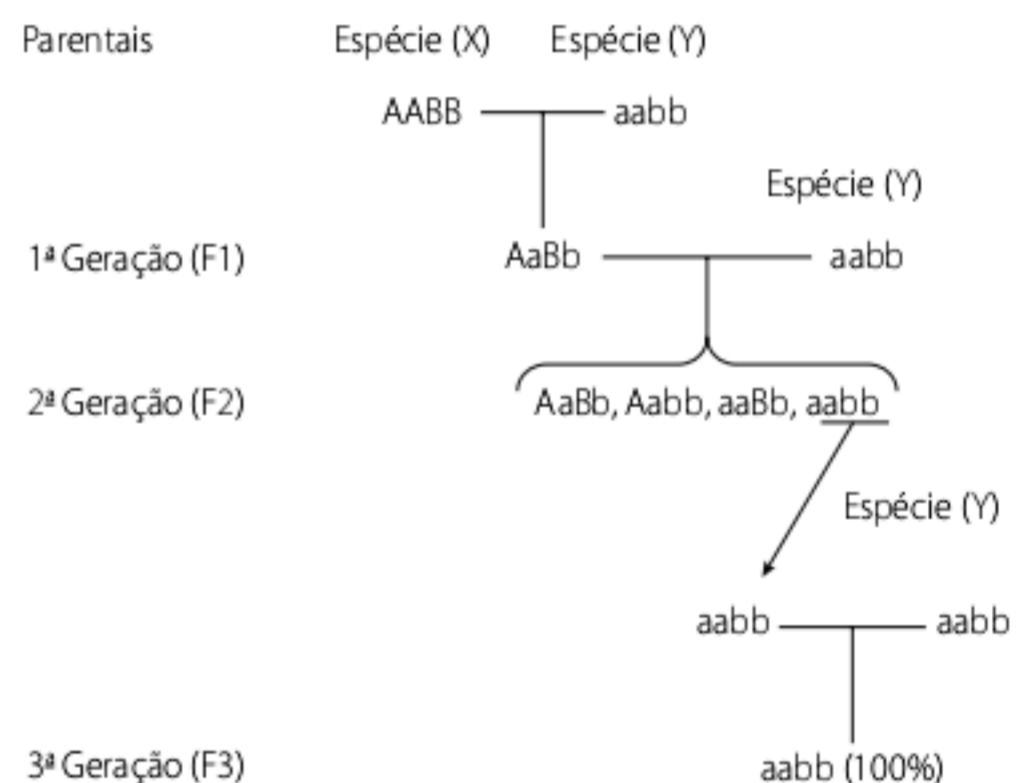 Parentais Espécie (X) Espécie (Y)
AABB aabb
Espécie (Y)
1ª Geração (F1) AaBb aabb
2ª Geração (F2) AaBb, Aabb, aaBb, aabb
Espécie (Y)
aabb aabb
3ª Geração (F3) aabb (100%)